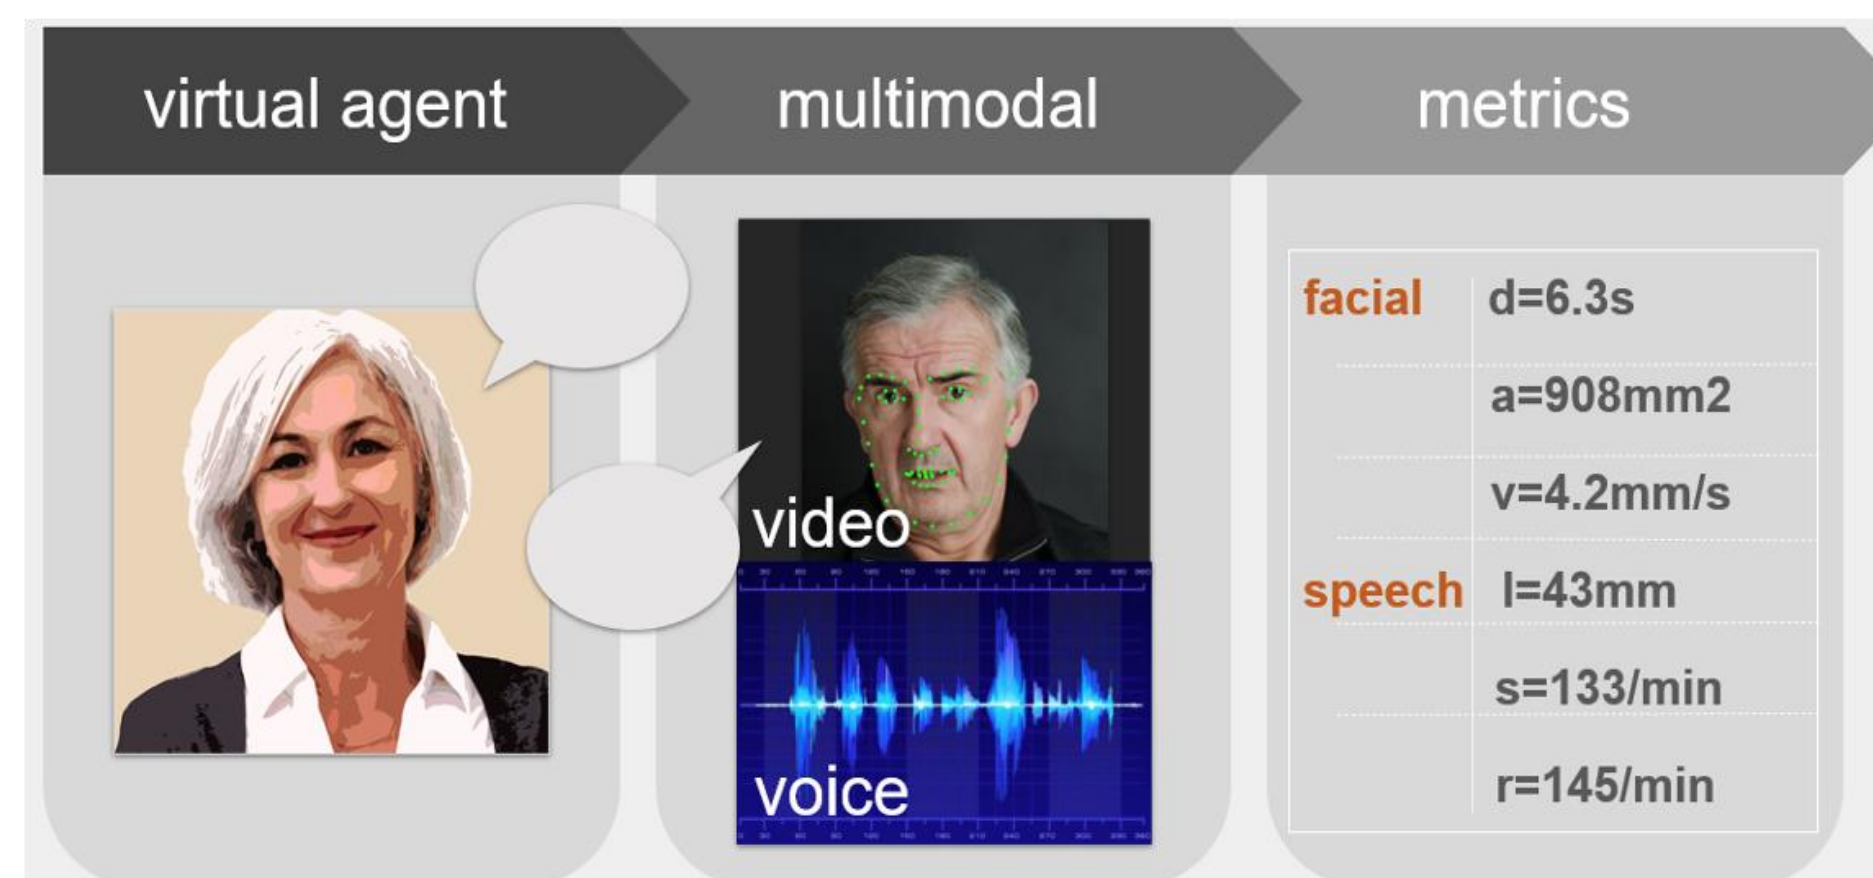 virtual agent
multimodal
metrics
video
voice
facial d=6.3s
a=908mm2
v=4.2mm/s
speech l=43mm
s=133/min
r=145/min